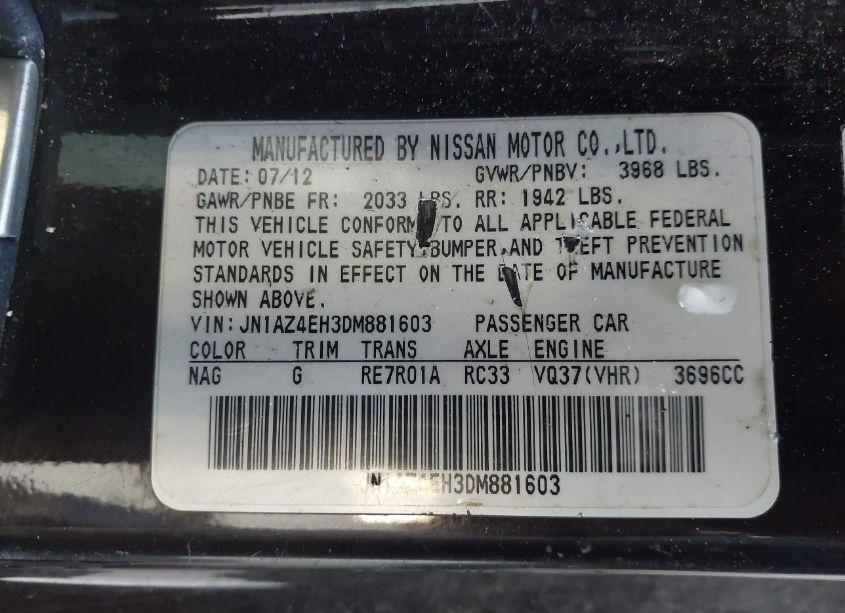 MANUFACTURED BY NISSAN MOTOR CO.,LTD.
DATE: 07/12 GVWR/PNBV: 3968 LBS.
GAWR/PNBE FR: 2033 LBS. RR: 1942 LBS.
THIS VEHICLE CONFORMS TO ALL APPLICABLE FEDERAL
MOTOR VEHICLE SAFETY,BUMPER,AND THEFT PREVENTION
STANDARDS IN EFFECT ON THE DATE OF MANUFACTURE
SHOWN ABOVE.
VIN:JN1AZ4EH3DM881603 PASSENGER CAR
COLOR TRIM TRANS AXLE ENGINE
NAG G RE7R01A RC33 VQ37(VHR) 3696CC
JN1AZ4EH3DM881603